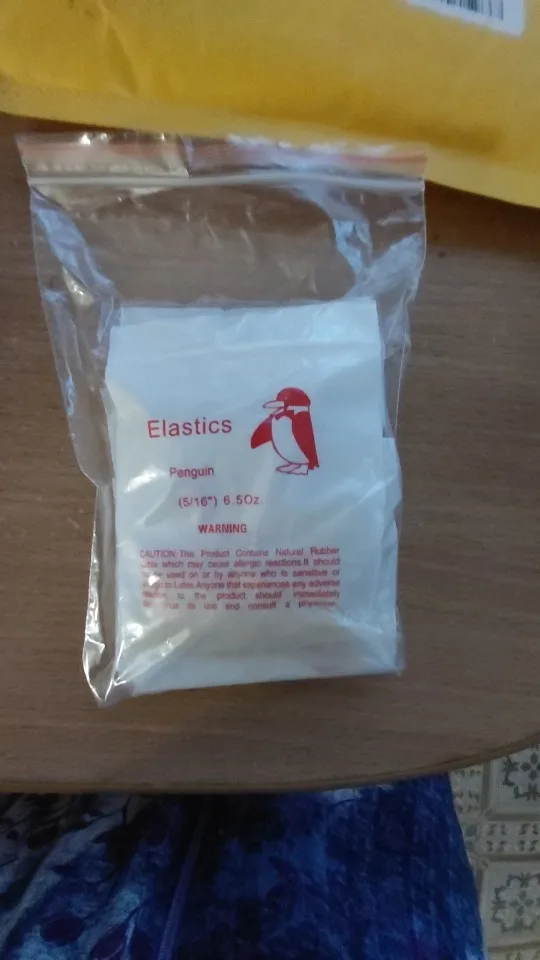 Elastics
Penguin
(5/16") 6.5Oz.
WARNING
CAUTION: This Product Contains Natural Rubber
which may cause allergic reactions.It should
be used on or by anyone who is sensitive or
to Latex.Anyone that experiences any adverse
to the product should immediately
to use and consult a physician.